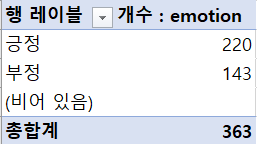 행 레이블 개수 : emotion
긍정 220
부정 143
(비어 있음)
총합계 363